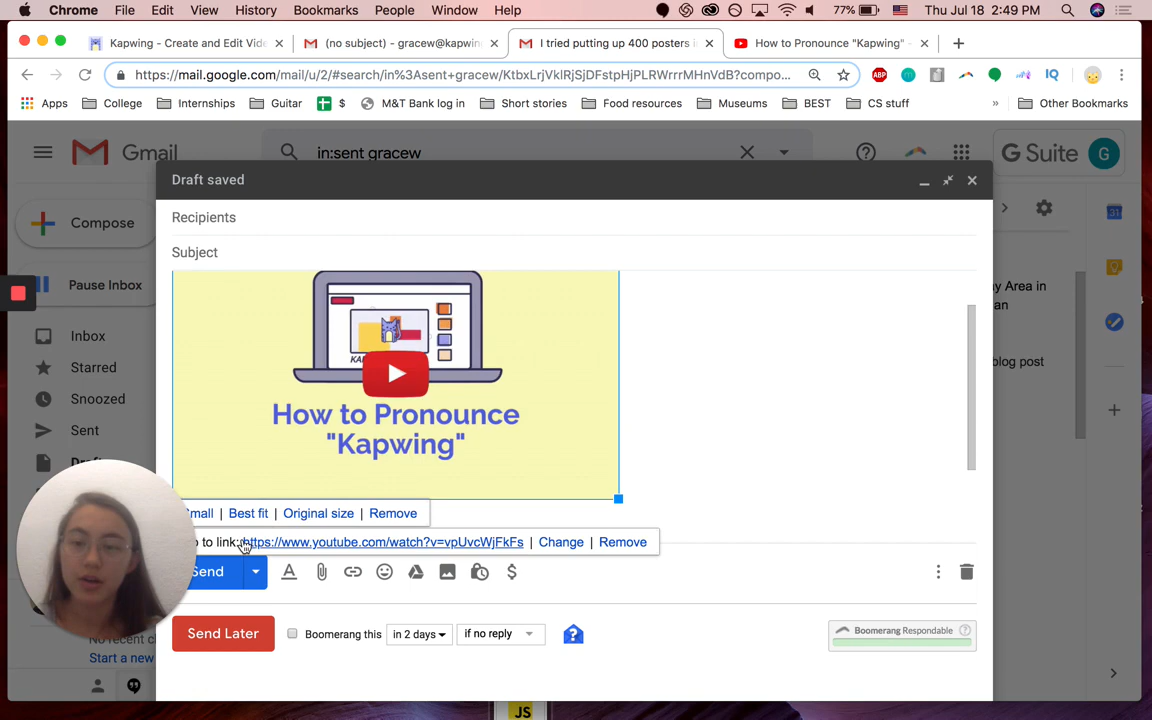 Chrome File Edit View History Bookmarks People Window Help 77% Thu Jul 18 2:49 PM
Kapwing - Create and Edit Vide × (no subject) - gracew@kapwin × I tried putting up 400 posters i × How to Pronounce "Kapwing" - ×
https://mail.google.com/mail/u/2/#search/in%3Asent+gracew/KtbxLrjVklRjSjDFstpHjPLRWrrrMHnVdB?compo...
Apps College Internships Guitar $ M&T Bank log in Short stories Food resources Museums BEST CS stuff » Other Bookmarks
Gmail in:sent gracew G Suite G
Draft saved
Compose
Recipients
Subject
Pause Inbox
ay Area in
an
Inbox
Starred
blog post
Snoozed
Sent
How to Pronounce
"Kapwing"
Small | Best fit | Original size | Remove
to link: https://www.youtube.com/watch?v=vpUvcWjFkFs | Change | Remove
Send
Send Later Boomerang this in 2 days if no reply Boomerang Respondable
No recent
Start a new
JS